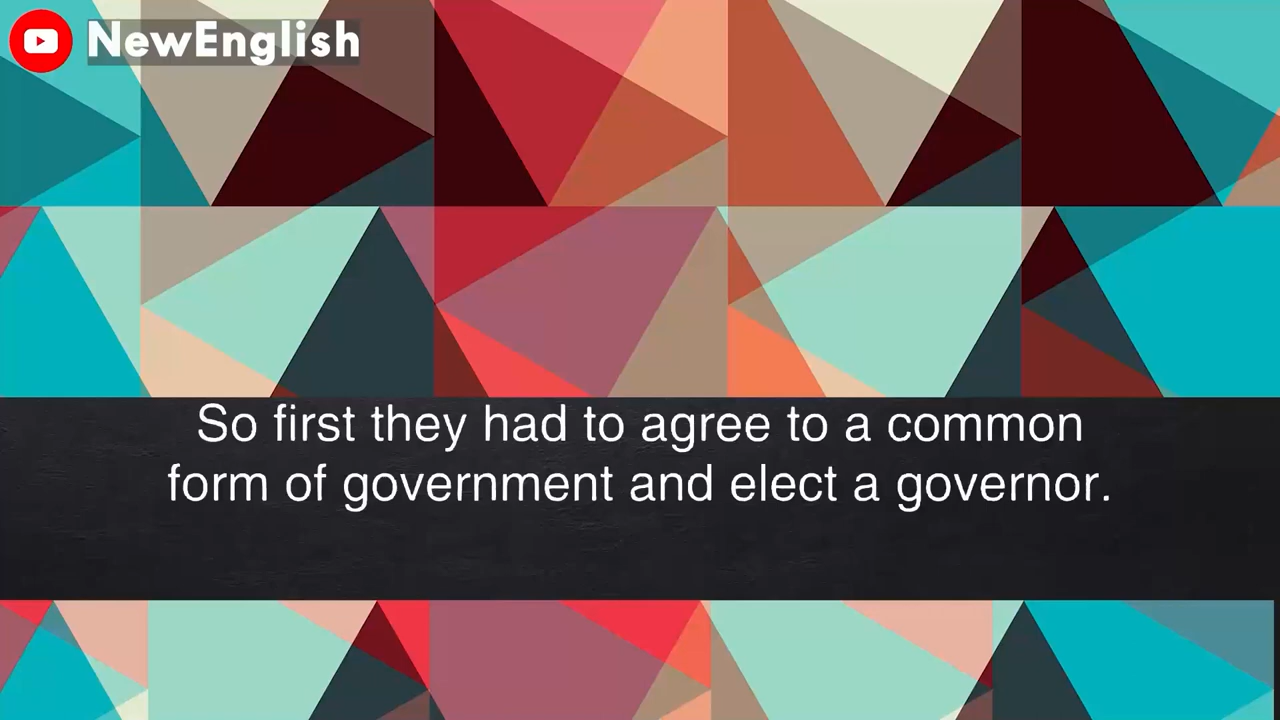 NewEnglish
So first they had to agree to a common
form of government and elect a governor.